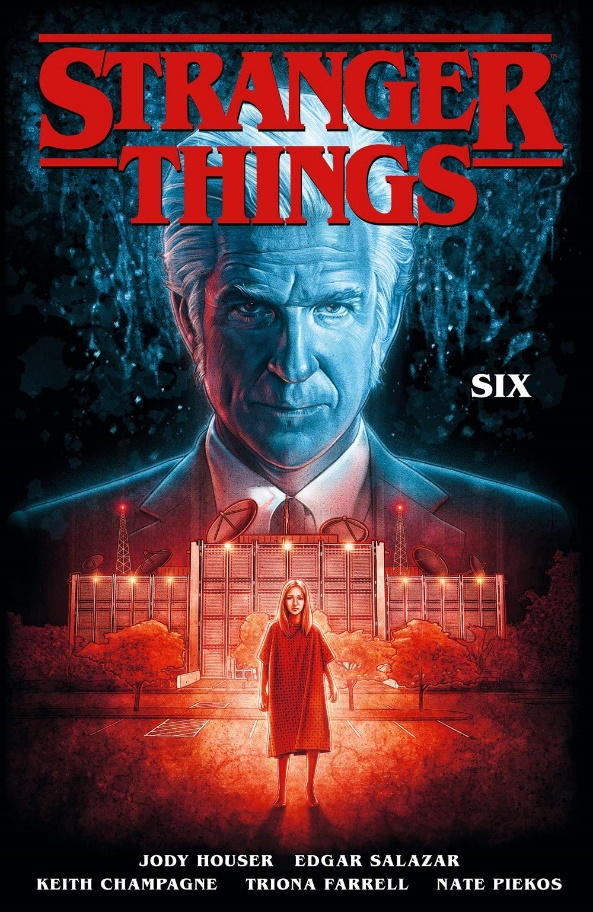 STRANGER
THINGS
SIX
JODY HOUSER EDGAR SALAZAR
KEITH CHAMPAGNE TRIONA FARRELL NATE PIEKOS